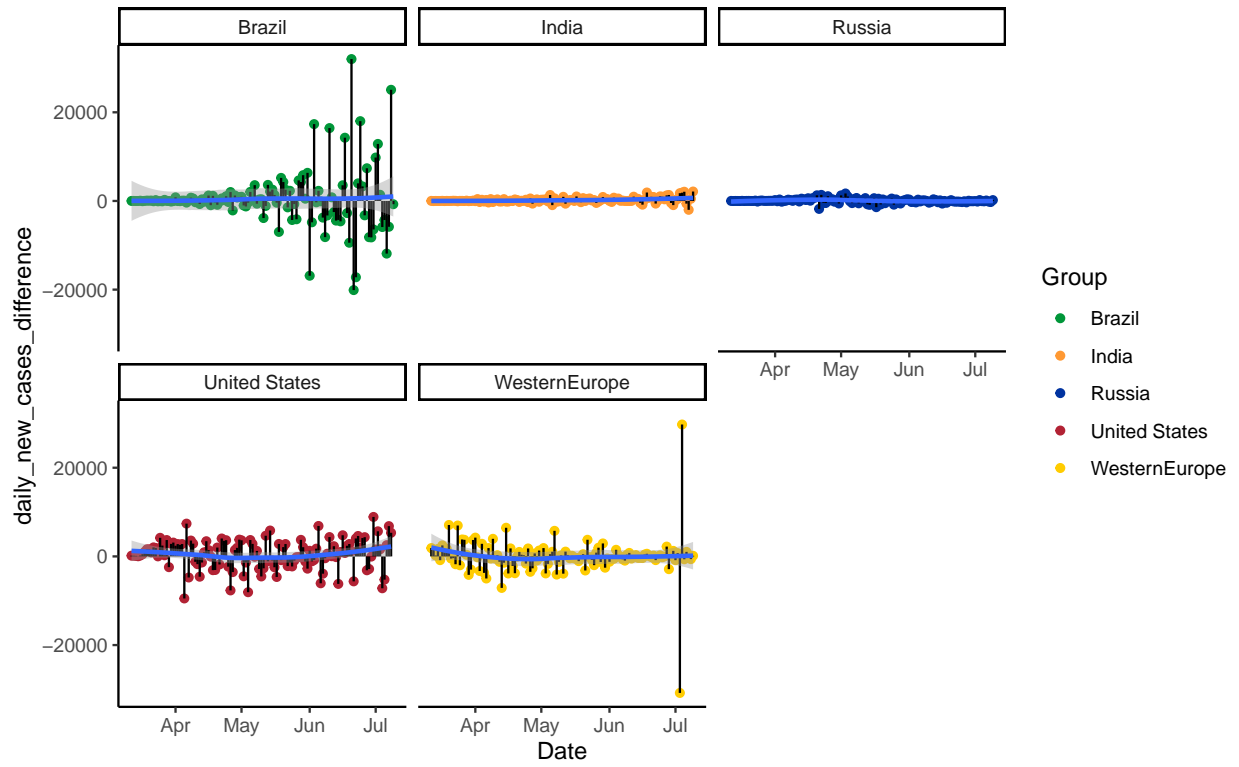 Brazil
India
Russia
20000
0
−20000
Apr
May
Jun
Jul
United States
WesternEurope
20000
0
−20000
Apr
May
Jun
Jul
Apr
May
Jun
Jul
Date
daily_new_cases_difference
Group
Brazil
India
Russia
United States
WesternEurope